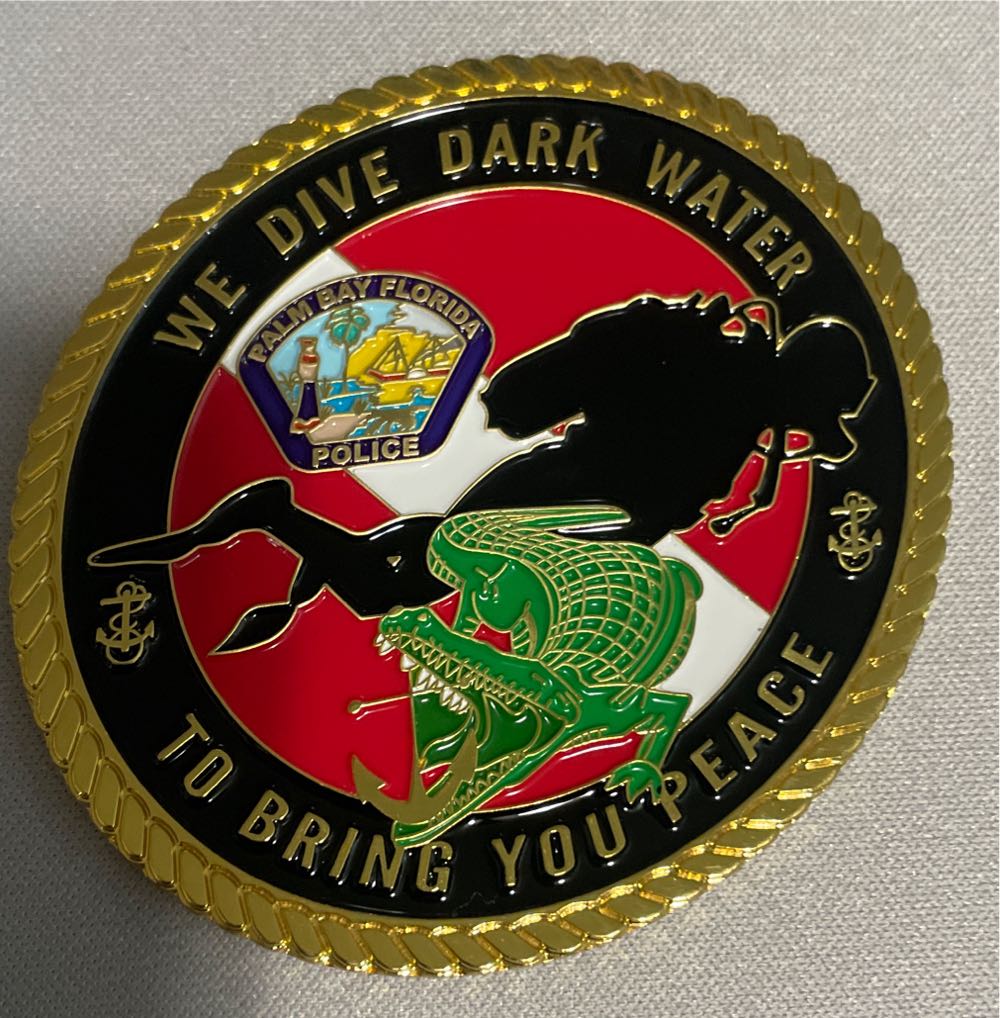 WE DIVE DARK WATER
PALM BAY FLORIDA
POLICE
TO BRING YOU PEACE